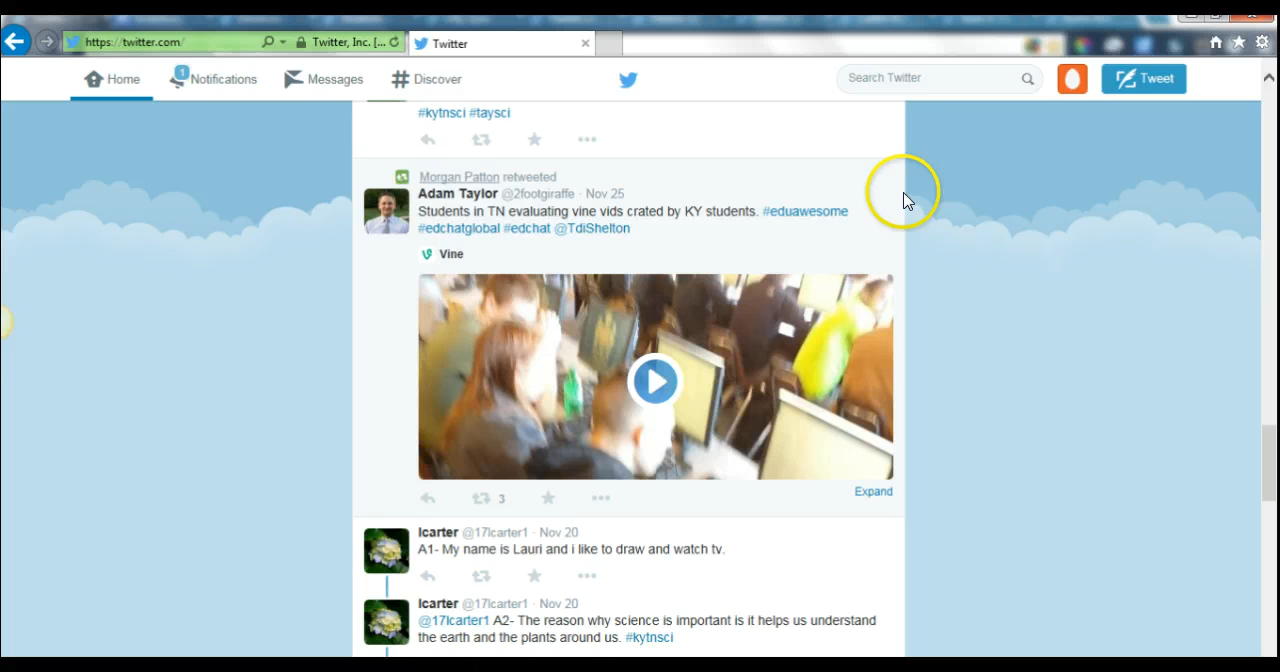 https://twitter.com/
Twitter, Inc. [...
Twitter
Home
1
Notifications
Messages
Discover
Search Twitter
Tweet
#kytnsci #taysci
Morgan Patton retweeted
Adam Taylor @2footgiraffe · Nov 25
Students in TN evaluating vine vids crated by KY students. #eduawesome
#edchatglobal #edchat @TdiShelton
Vine
3
Expand
lcarter @17lcarter1 · Nov 20
A1- My name is Lauri and i like to draw and watch tv.
lcarter @17lcarter1 · Nov 20
@17lcarter1 A2- The reason why science is important is it helps us understand
the earth and the plants around us. #kytnsci